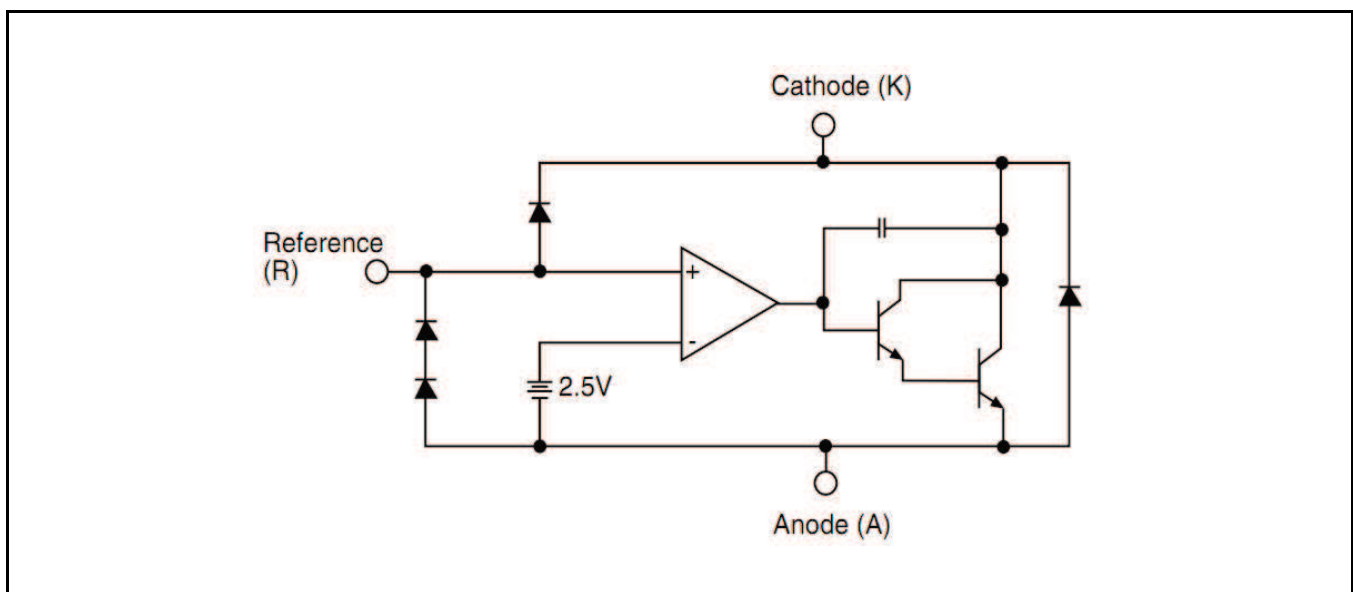 Cathode (K)
Reference
(R)
+
-
2.5V
Anode (A)